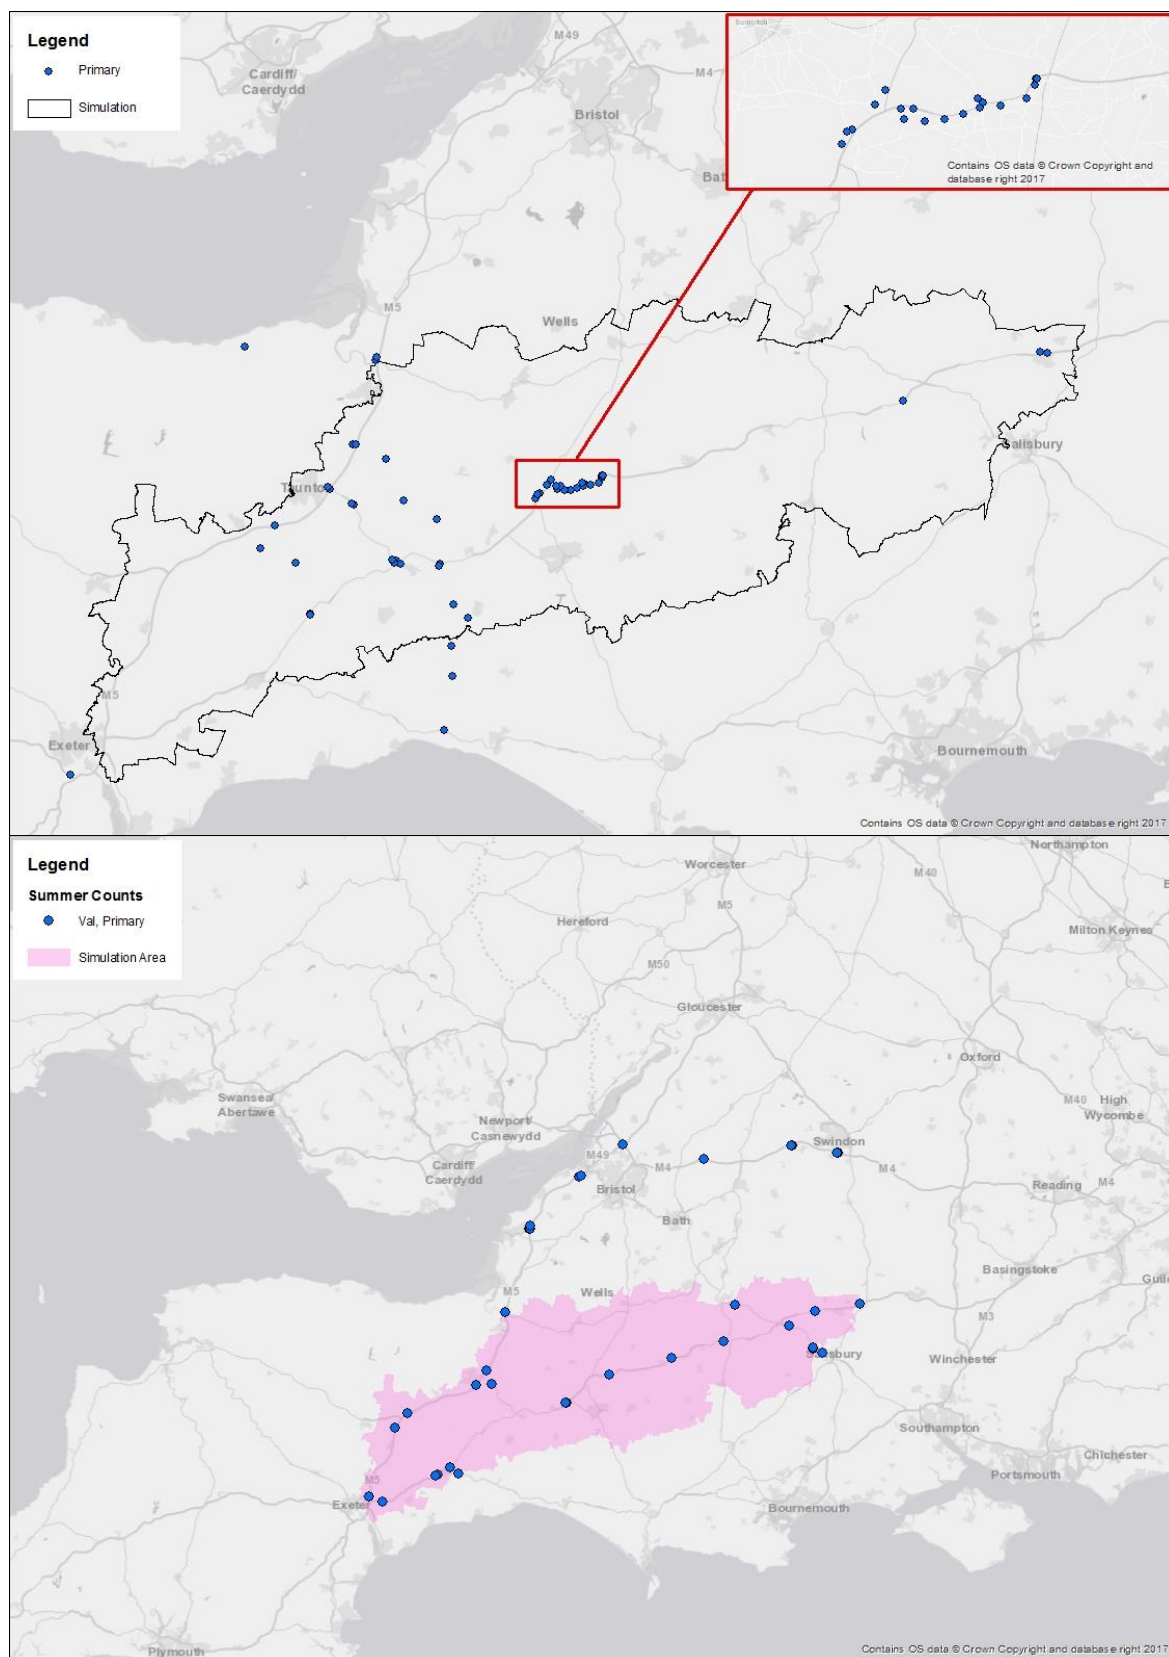 Legend
Primary
Simulation
Cardiff/
Caerdydd
M49
M4
Bristol
Contains OS data © Crown Copyright and
database right 2017
M5
Wells
Salisbury
Taunton
M5
Exeter
Bournemouth
Contains OS data © Crown Copyright and database right 2017
Legend
Summer Counts
Val, Primary
Simulation Area
Northampton
Worcester
M40
M5
Hereford
Milton Keynes
M50
Gloucester
Oxford
Swansea/
Abertawe
M40
High
Wycombe
Newport/
Casnewydd
Swindon
M49
M4
M4
Cardiff/
Caerdydd
Bristol
Reading
M4
Bath
Basingstoke
M5
Wells
M3
Salisbury
Winchester
Southampton
Chichester
Portsmouth
M5
Exeter
Bournemouth
Plymouth
Contains OS data © Crown Copyright and database right 2017